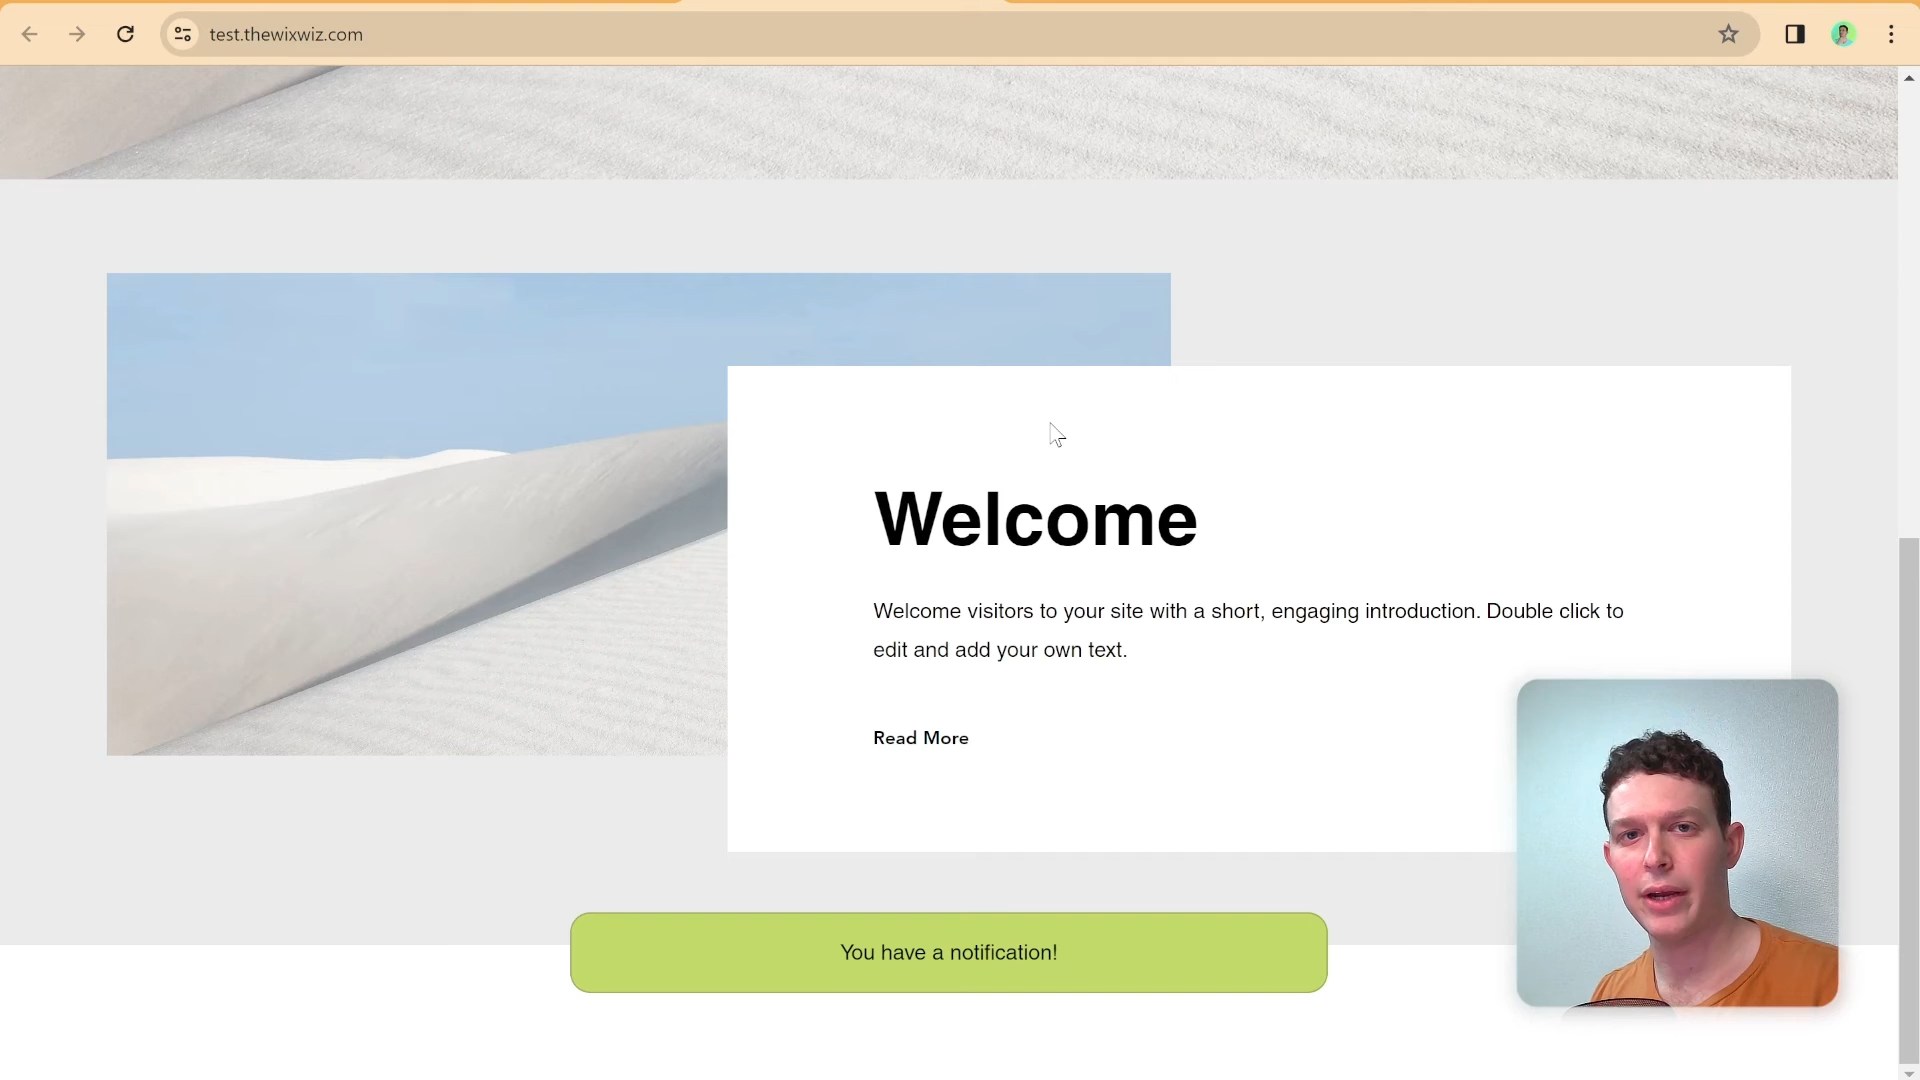 test.thewixwiz.com
Welcome
Welcome visitors to your site with a short, engaging introduction. Double click to
edit and add your own text.
Read More
You have a notification!